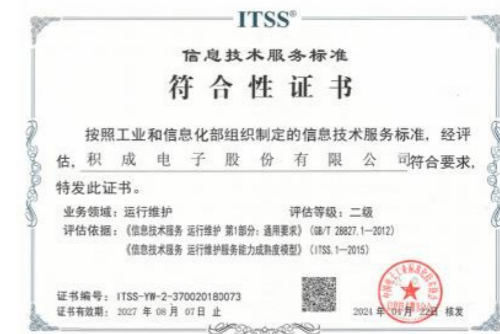 ITSS®
信息技术服务标准
符合性证书
按照工业和信息化部组织制定的信息技术服务标准，经评
估，积成电子股份有限公司符合要求，
特发此证书。
业务领域：运行维护 评估等级：二级
评估依据：《信息技术服务 运行维护 第1部分：通用要求》（GB/T 28827.1—2012）
《信息技术服务 运行维护服务能力成熟度模型》（ITSS.1—2015）
证书编号：ITSS-YW-2-370020180073
证书有效期：2027 年 08 月 07 日止 2024 年 月 22日 核发